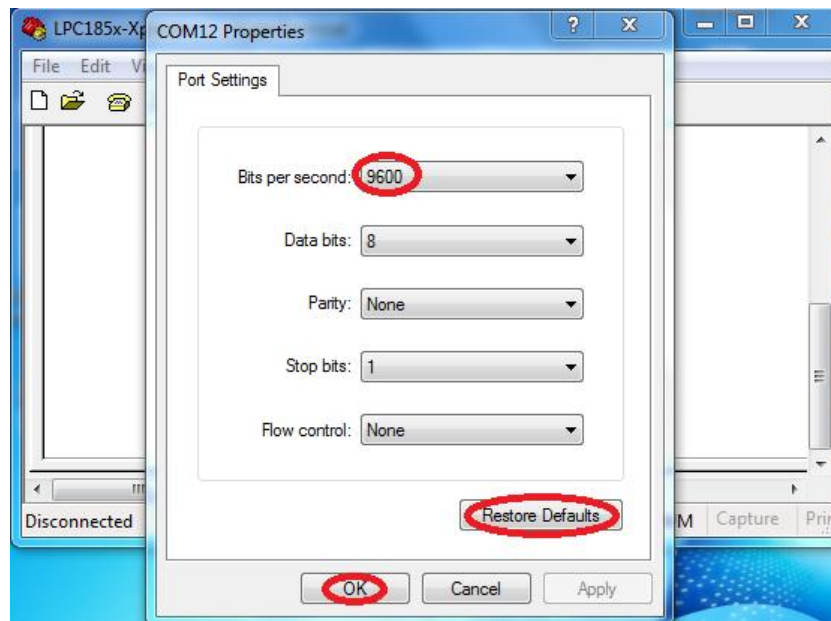 LPC185x-Xp
COM12 Properties
File Edit Vi
Port Settings
Bits per second: 9600
Data bits: 8
Parity: None
Stop bits: 1
Flow control: None
Restore Defaults
Disconnected
Capture
OK Cancel Apply